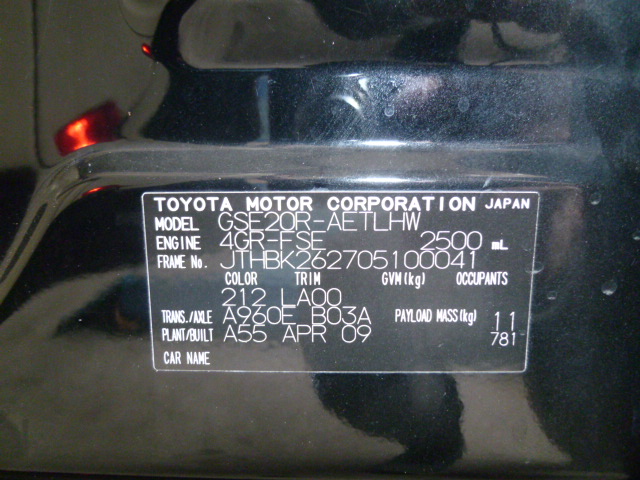 TOYOTA MOTOR CORPORATION JAPAN
MODEL GSE20R-AETLHW
ENGINE 4GR-FSE 2500 mL
FRAME No. JTHBK262705100041
COLOR TRIM GVM(kg) OCCUPANTS
212 LA00
TRANS./AXLE A960E B03A PAYLOAD MASS(kg) 11
PLANT/BUILT A55 APR 09 781
CAR NAME